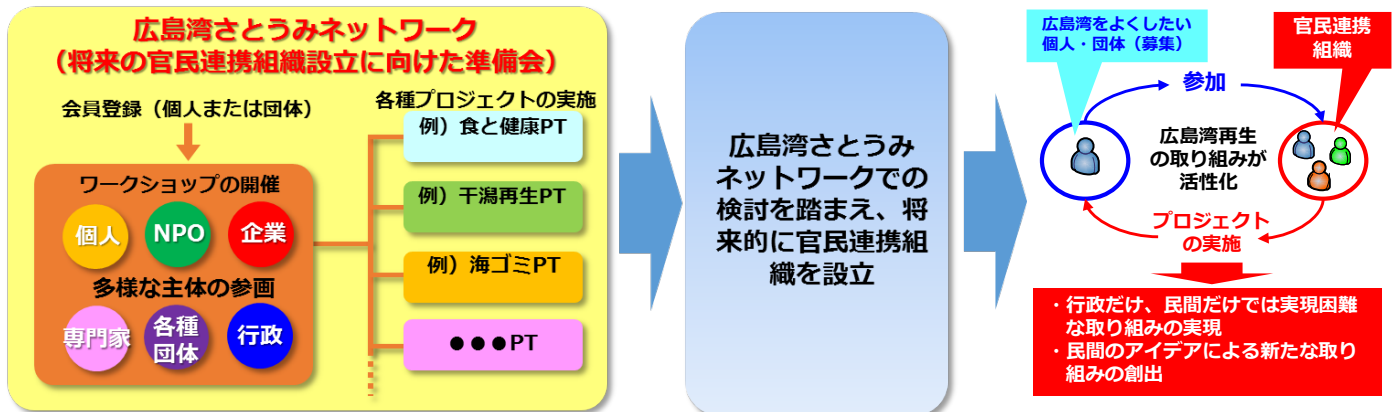 広島湾さとうみネットワーク
（将来の官民連携組織設立に向けた準備会）
会員登録（個人または団体）
ワークショップの開催
個人
NPO
企業
多様な主体の参画
専門家
各種
団体
行政
各種プロジェクトの実施
例）食と健康PT
例）干潟再生PT
例）海ゴミPT
●●●PT
広島湾さとうみ
ネットワークでの
検討を踏まえ、将
来的に官民連携組
織を設立
広島湾をよくしたい
個人・団体（募集）
官民連携
組織
参加
広島湾再生
の取り組みが
活性化
プロジェクト
の実施
・行政だけ、民間だけでは実現困難
な取り組みの実現
・民間のアイデアによる新たな取り
組みの創出